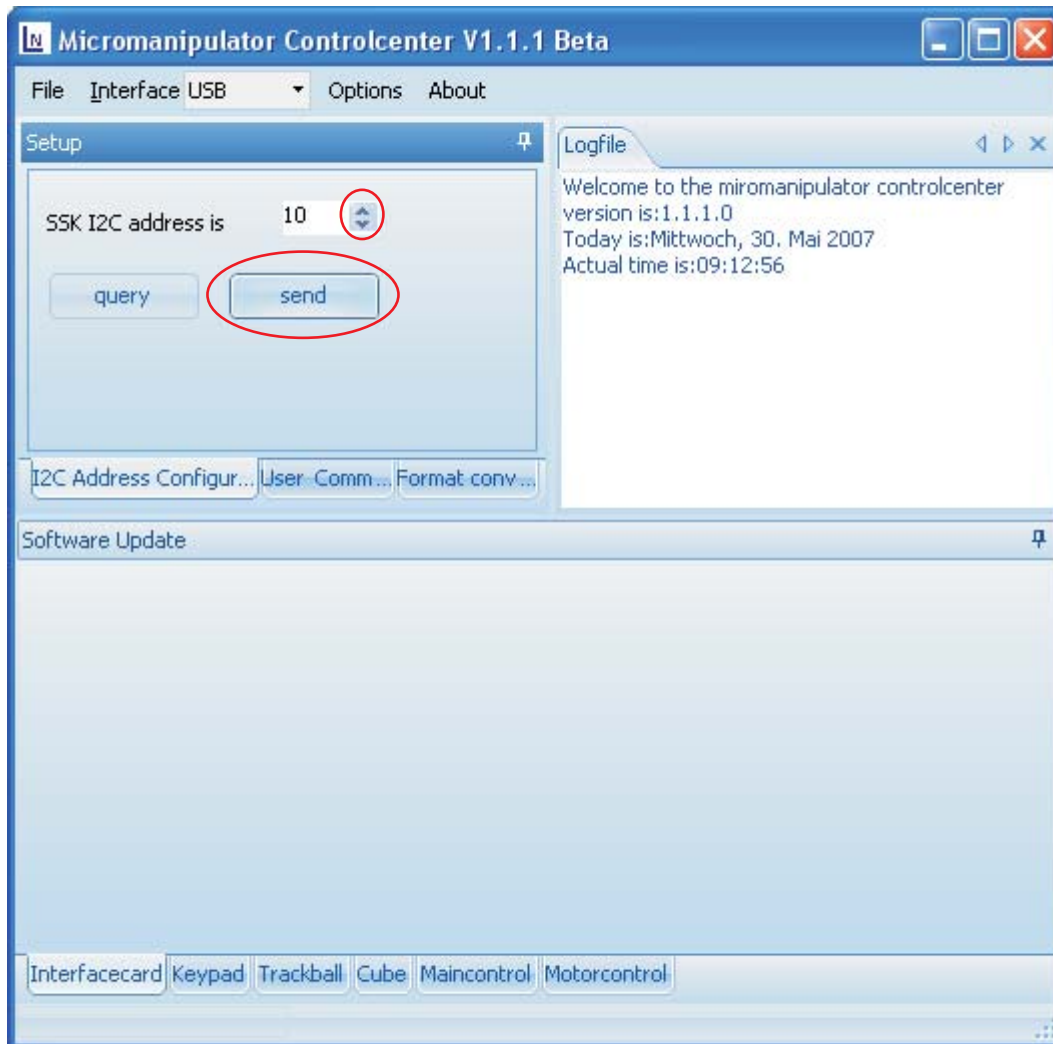 Micromanipulator Controlcenter V1.1.1 Beta
File Interface USB Options About
Setup
SSK I2C address is 10
query send
I2C Address Configur... User Comm... Format conv...
Logfile
Welcome to the miromanipulator controlcenter
version is:1.1.1.0
Today is:Mittwoch, 30. Mai 2007
Actual time is:09:12:56
Software Update
Interfacecard Keypad Trackball Cube Maincontrol Motorcontrol